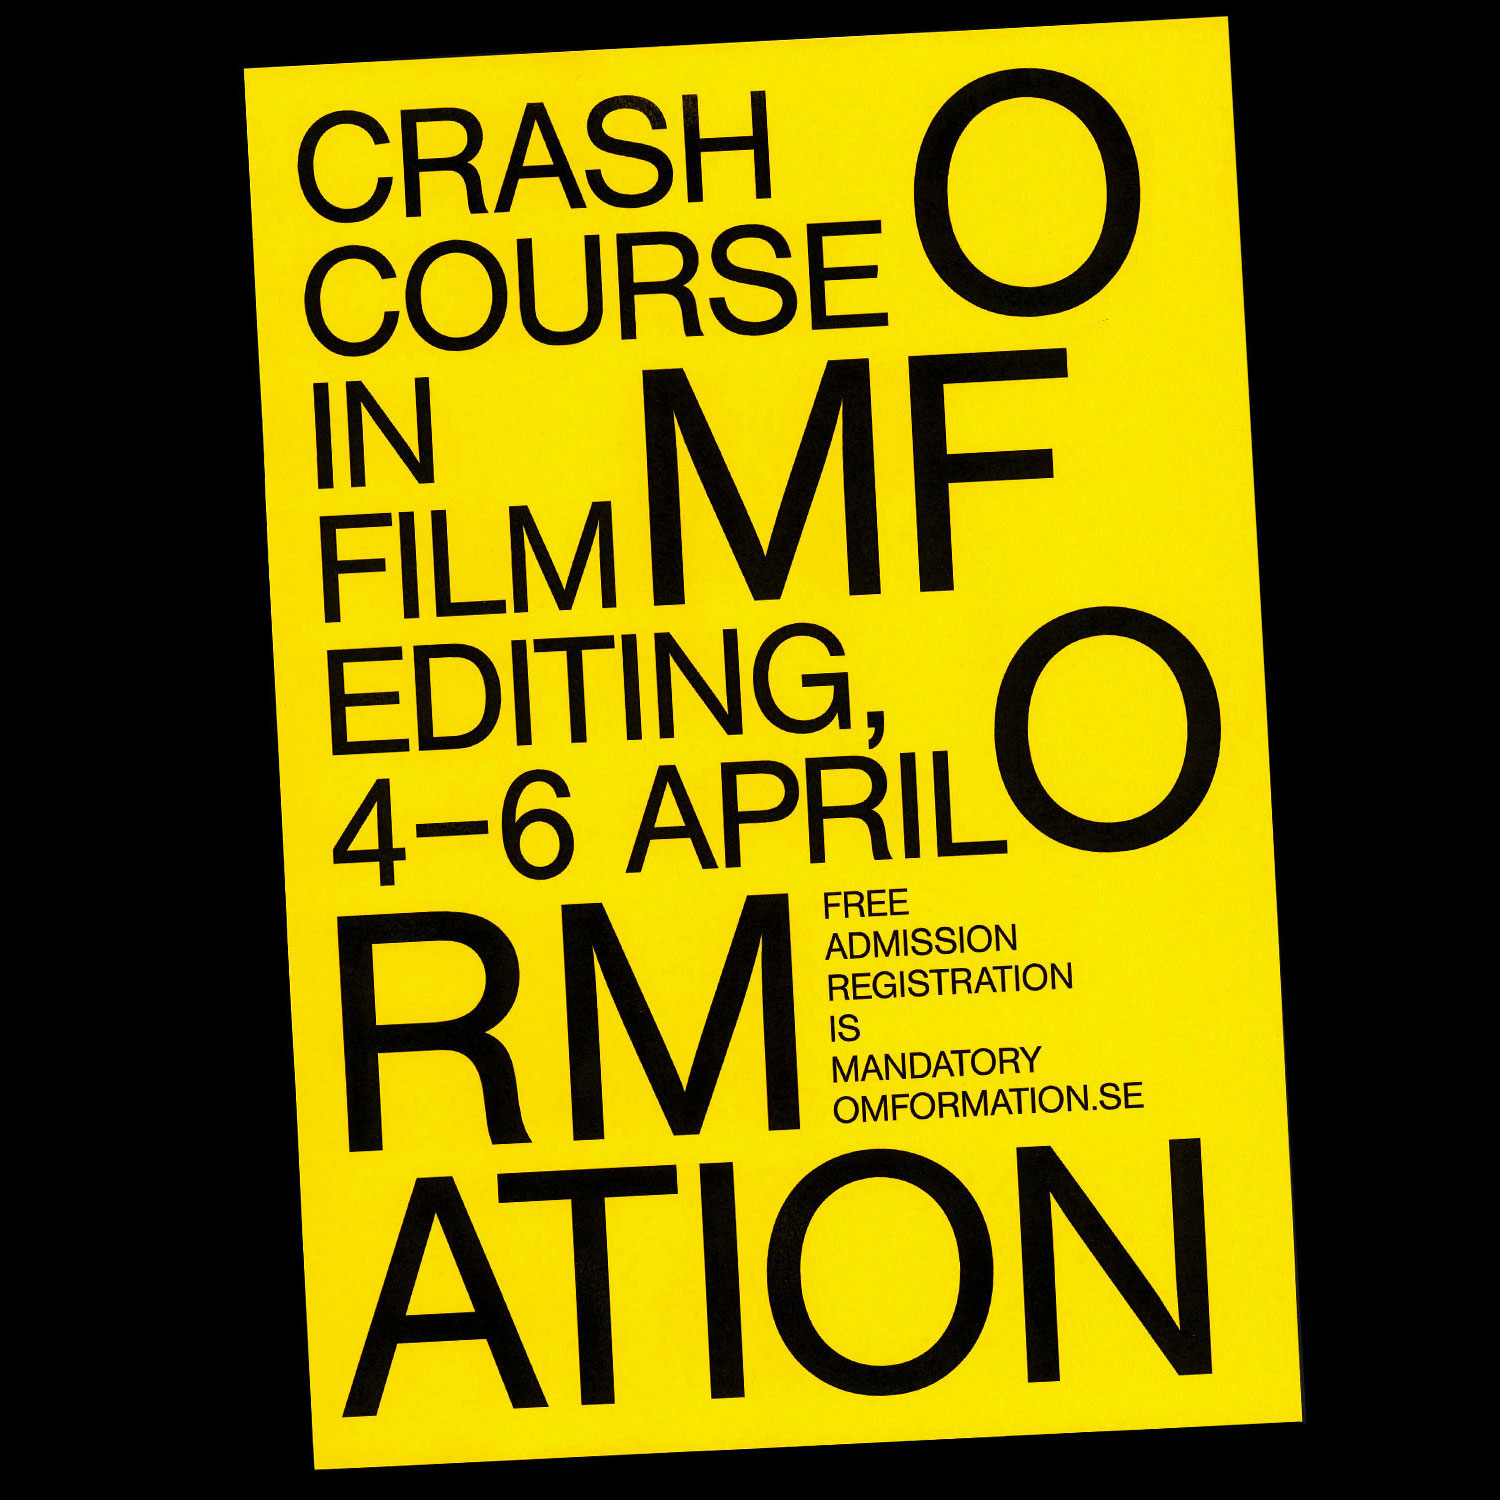 CRASH
COURSE
O
IN
FILM
MF
EDITING,
4–6 APRIL
O
RM
FREE
ADMISSION
REGISTRATION
IS
MANDATORY
OMFORMATION.SE
ATION